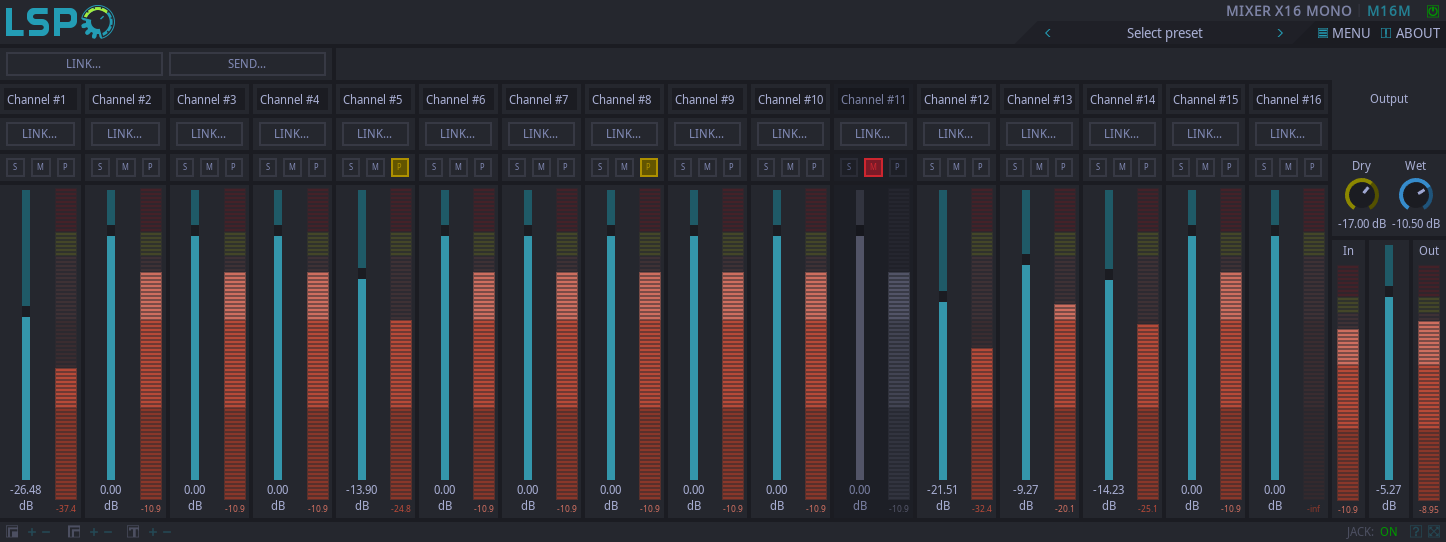 LSP
MIXER X16 MONO M16M
Select preset
MENU ABOUT
LINK... SEND...
Channel #1 Channel #2 Channel #3 Channel #4 Channel #5 Channel #6 Channel #7 Channel #8 Channel #9 Channel #10 Channel #11 Channel #12 Channel #13 Channel #14 Channel #15 Channel #16 Output
LINK... LINK... LINK... LINK... LINK... LINK... LINK... LINK... LINK... LINK... LINK... LINK... LINK... LINK... LINK... LINK...
S M P S M P S M P S M P S M P S M P S M P S M P S M P S M P S M P S M P S M P S M P S M P S M P
Dry Wet
-17.00 dB -10.50 dB
In Out
-26.48 0.00 0.00 0.00 -13.90 0.00 0.00 0.00 0.00 0.00 0.00 -21.51 -9.27 -14.23 0.00 0.00 -5.27
dB dB dB dB dB dB dB dB dB dB dB dB dB dB dB dB dB
-37.4 -10.9 -10.9 -10.9 -24.8 -10.9 -10.9 -10.9 -10.9 -10.9 -10.9 -32.4 -20.1 -25.1 -10.9 -inf -10.9 -8.95
JACK: ON